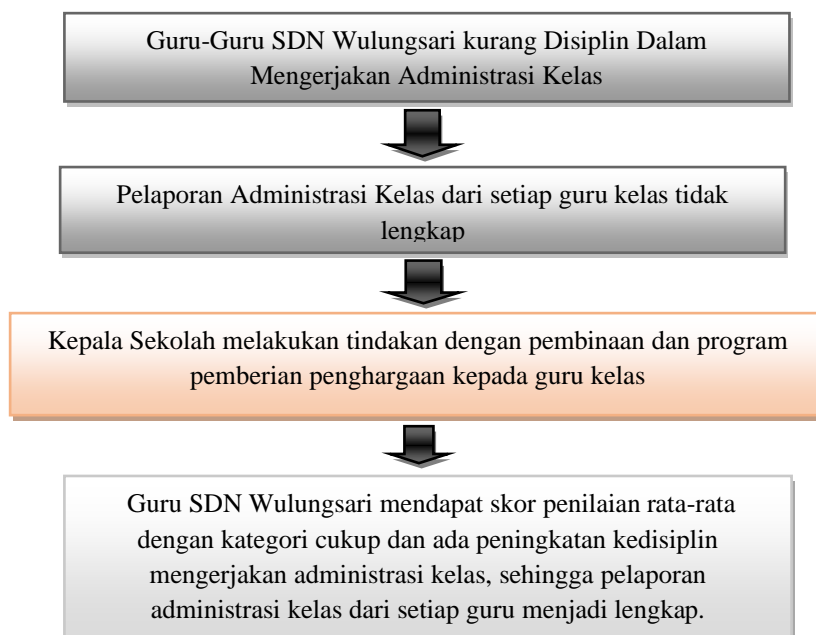 Guru-Guru SDN Wulungsari kurang Disiplin Dalam
Mengerjakan Administrasi Kelas
Pelaporan Administrasi Kelas dari setiap guru kelas tidak
lengkap
Kepala Sekolah melakukan tindakan dengan pembinaan dan program
pemberian penghargaan kepada guru kelas
Guru SDN Wulungsari mendapat skor penilaian rata-rata
dengan kategori cukup dan ada peningkatan kedisiplin
mengerjakan administrasi kelas, sehingga pelaporan
administrasi kelas dari setiap guru menjadi lengkap.